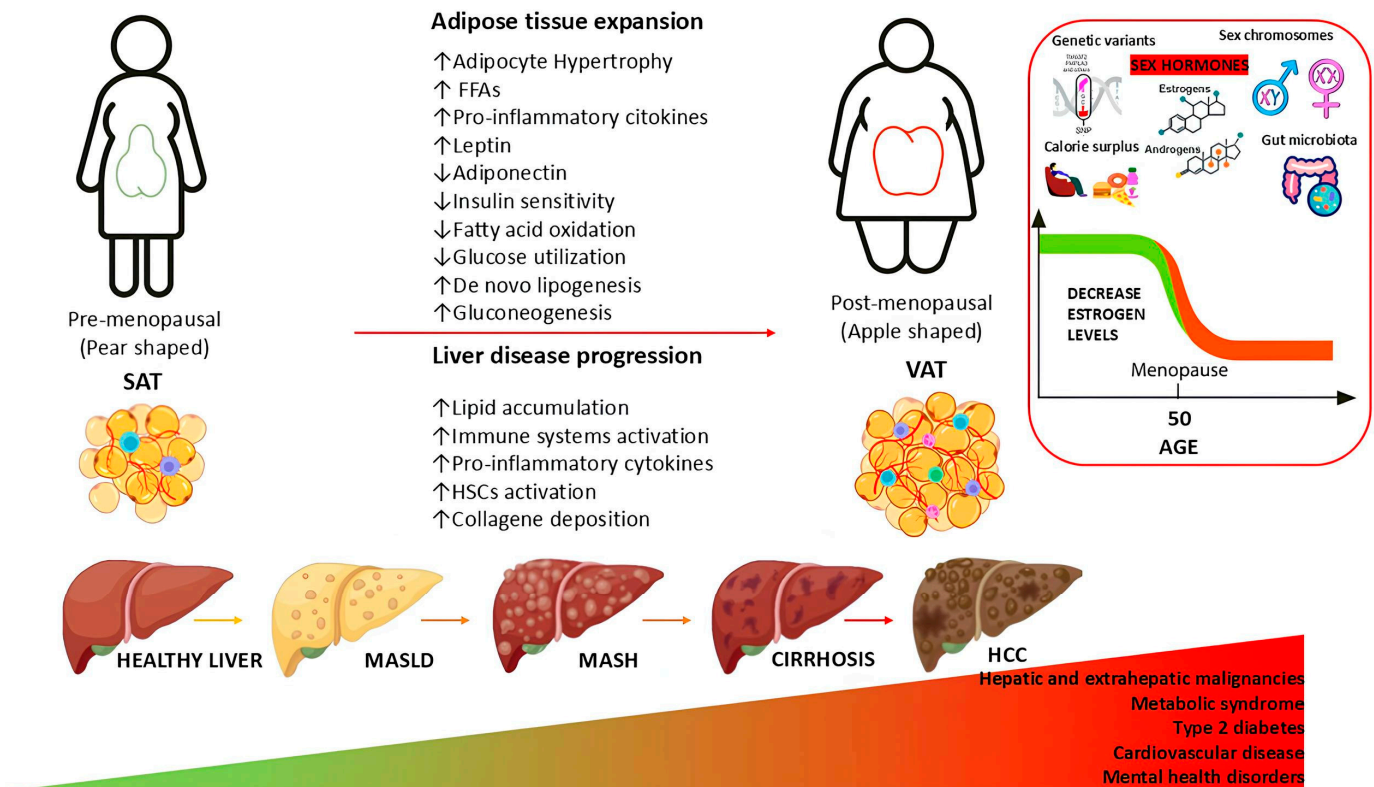 Adipose tissue expansion
↑Adipocyte Hypertrophy
↑ FFAs
↑Pro-inflammatory citokines
↑Leptin
↓Adiponectin
↓Insulin sensitivity
↓Fatty acid oxidation
↓Glucose utilization
↑De novo lipogenesis
↑Gluconeogenesis
Pre-menopausal
(Pear shaped)
SAT
Liver disease progression
↑Lipid accumulation
↑Immune systems activation
↑Pro-inflammatory cytokines
↑HSCs activation
↑Collagene deposition
Post-menopausal
(Apple shaped)
VAT
Genetic variants
Sex chromosomes
SEX HORMONES
SNP
Estrogens
Androgens
XY
XX
Calorie surplus
Gut microbiota
DECREASE
ESTROGEN
LEVELS
Menopause
50
AGE
HEALTHY LIVER
MASLD
MASH
CIRRHOSIS
HCC
Hepatic and extrahepatic malignancies
Metabolic syndrome
Type 2 diabetes
Cardiovascular disease
Mental health disorders